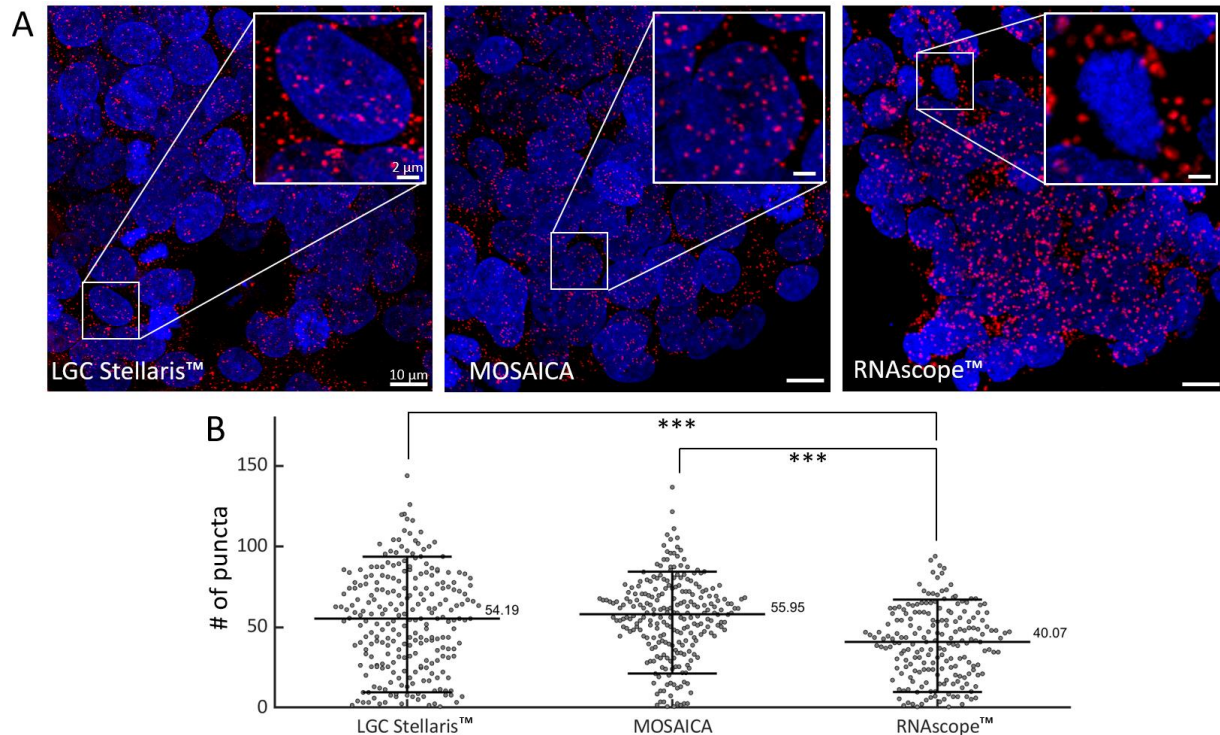 A
2 µm
LGC Stellaris™
10 µm
MOSAICA
RNAscope™
B
***
***
# of puncta
150
100
50
0
54.19
55.95
40.07
LGC Stellaris™
MOSAICA
RNAscope™